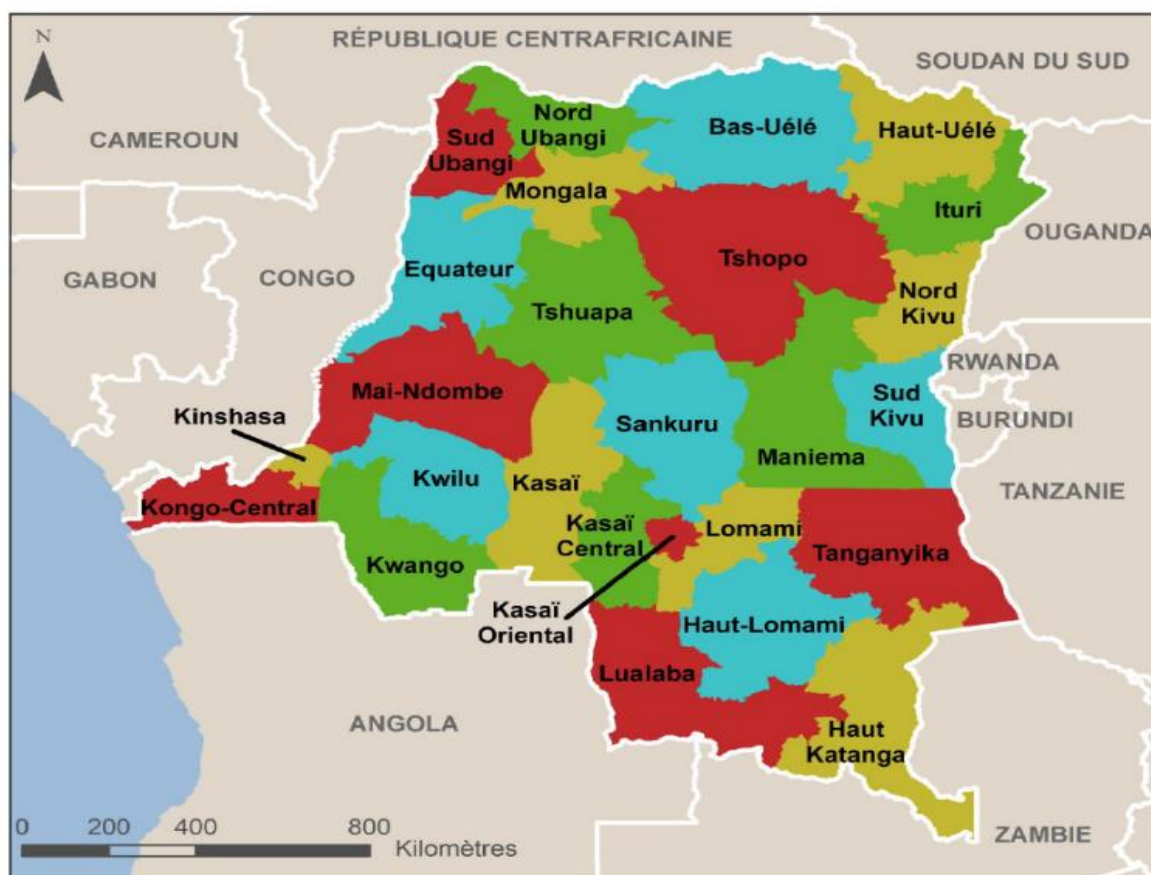 N
RÉPUBLIQUE CENTRAFRICAINE
SOUDAN DU SUD
CAMEROUN
Nord
Ubangi
Sud
Ubangi
Bas-Uélé
Haut-Uélé
Mongala
Ituri
OUGANDA
GABON
CONGO
Equateur
Tshopo
Tshuapa
Nord
Kivu
RWANDA
Mai-Ndombe
Kinshasa
Sankuru
Sud
Kivu
BURUNDI
Maniema
Kwilu
Kasaï
TANZANIE
Kongo-Central
Kasaï
Central
Lomami
Tanganyika
Kwango
Kasaï
Oriental
Haut-Lomami
Lualaba
ANGOLA
Haut
Katanga
0 200 400 800
Kilomètres
ZAMBIE